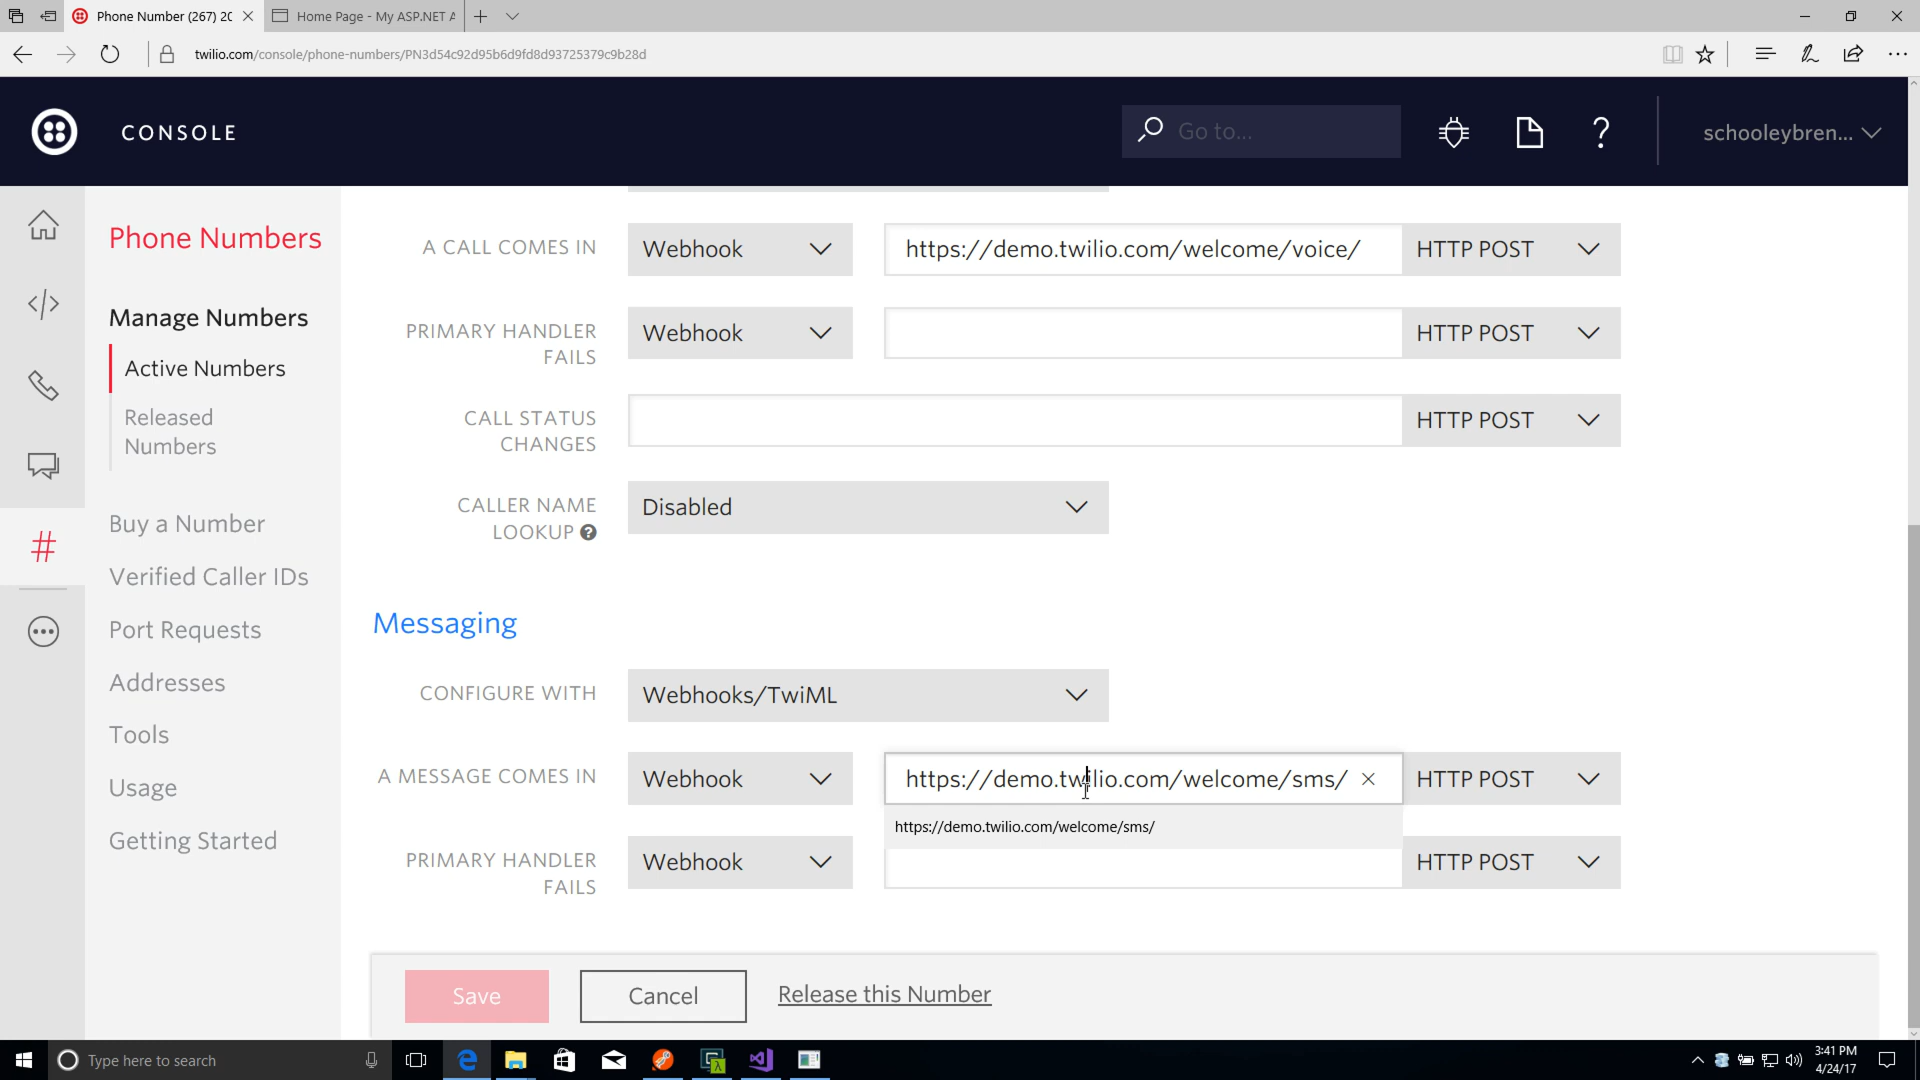 Phone Number (267) 20
Home Page - My ASP.NET A
twilio.com/console/phone-numbers/PN3d54c92d95b6d9fd8d93725379c9b28d
CONSOLE
Go to...
schooleybren...
Phone Numbers
Manage Numbers
Active Numbers
Released
Numbers
Buy a Number
Verified Caller IDs
Port Requests
Addresses
Tools
Usage
Getting Started
A CALL COMES IN
Webhook
https://demo.twilio.com/welcome/voice/
HTTP POST
PRIMARY HANDLER
FAILS
Webhook
HTTP POST
CALL STATUS
CHANGES
HTTP POST
CALLER NAME
LOOKUP
Disabled
Messaging
CONFIGURE WITH
Webhooks/TwiML
A MESSAGE COMES IN
Webhook
https://demo.twilio.com/welcome/sms/
HTTP POST
https://demo.twilio.com/welcome/sms/
PRIMARY HANDLER
FAILS
Webhook
HTTP POST
Save
Cancel
Release this Number
Type here to search
3:41 PM
4/24/17